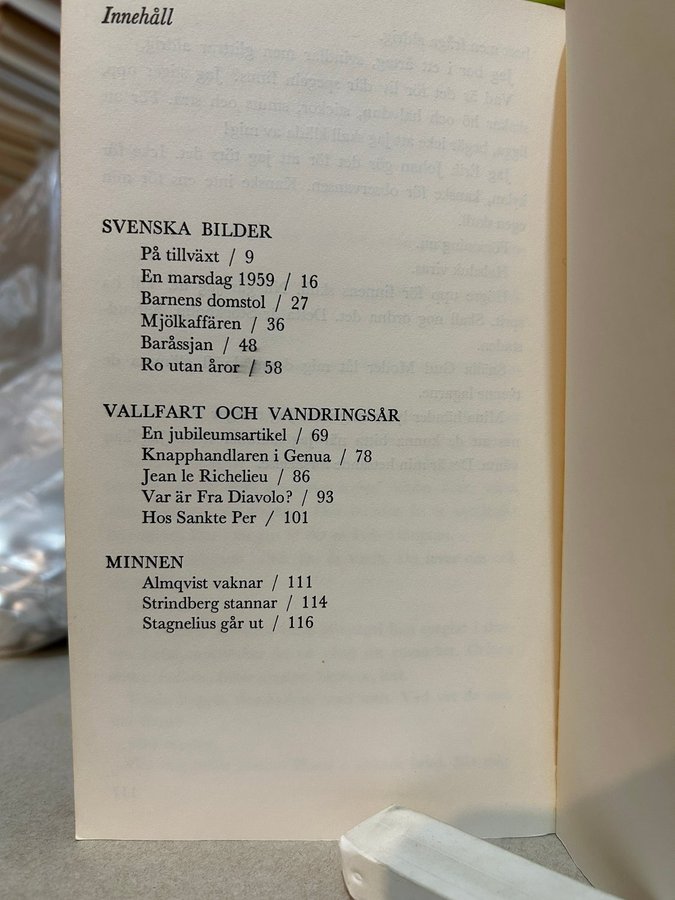 Innehåll
SVENSKA BILDER
På tillväxt / 9
En marsdag 1959 / 16
Barnens domstol / 27
Mjölkaffären / 36
Baråssjan / 48
Ro utan åror / 58
VALLFART OCH VANDRINGSÅR
En jubileumsartikel / 69
Knapphandlaren i Genua / 78
Jean le Richelieu / 86
Var är Fra Diavolo? / 93
Hos Sankte Per / 101
MINNEN
Almqvist vaknar / 111
Strindberg stannar / 114
Stagnelius går ut / 116